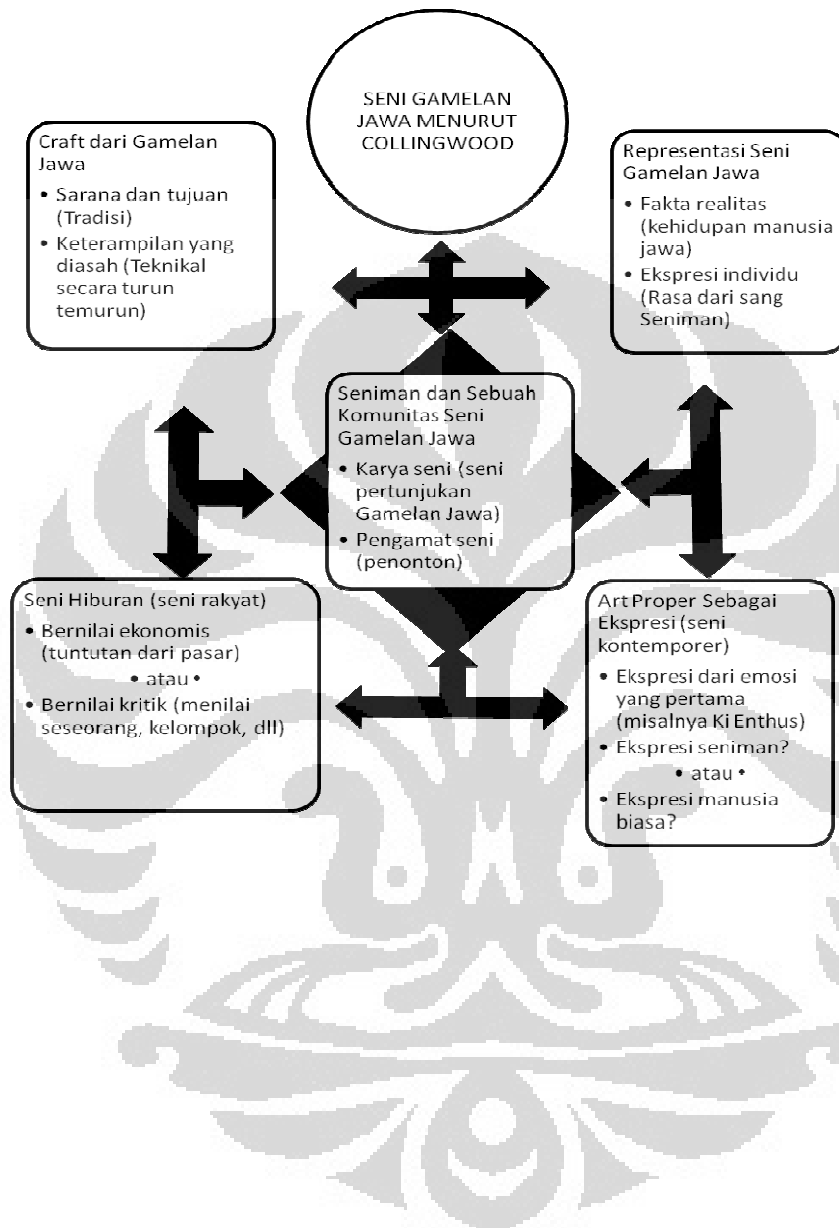 SENI GAMELAN
JAWA MENURUT
COLLINGWOOD
Craft dari Gamelan
Jawa
• Sarana dan tujuan
(Tradisi)
• Keterampilan yang
diasah (Teknikal
secara turun
temurun)
Representasi Seni
Gamelan Jawa
• Fakta realitas
(kehidupan manusia
jawa)
• Ekspresi individu
(Rasa dari sang
Seniman)
Seniman dan Sebuah
Komunitas Seni
Gamelan Jawa
• Karya seni (seni
pertunjukan
Gamelan Jawa)
• Pengamat seni
(penonton)
Seni Hiburan (seni rakyat)
• Bernilai ekonomis
(tuntutan dari pasar)
• atau •
• Bernilai kritik (menilai
seseorang, kelompok, dll)
Art Proper Sebagai
Ekspresi (seni
kontemporer)
• Ekspresi dari emosi
yang pertama
(misalnya Ki Enthus)
• Ekspresi seniman?
• atau •
• Ekspresi manusia
biasa?